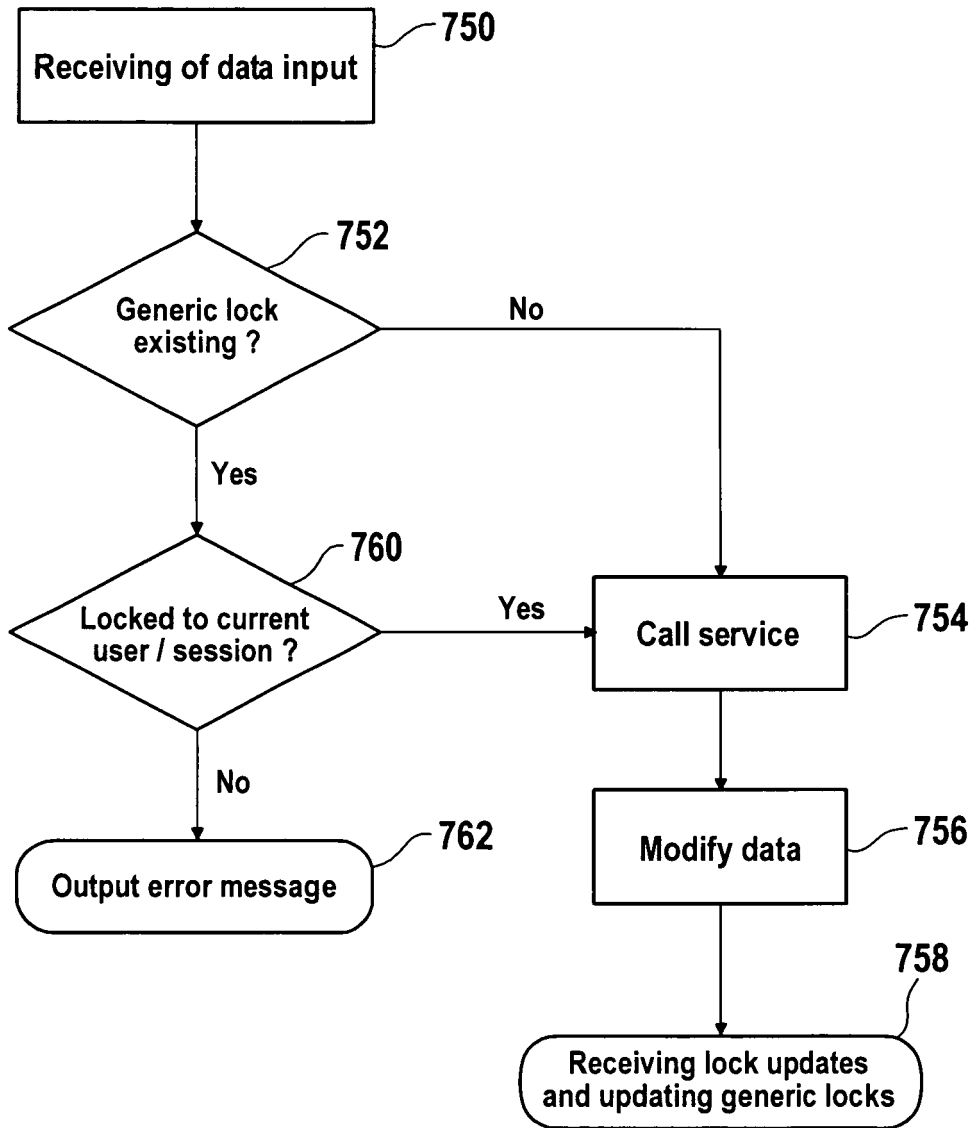 750
Receiving of data input
752
Generic lock
existing ?
No
Yes
760
Locked to current
user / session ?
Yes
Call service
754
No
762
Output error message
Modify data
756
758
Receiving lock updates
and updating generic locks